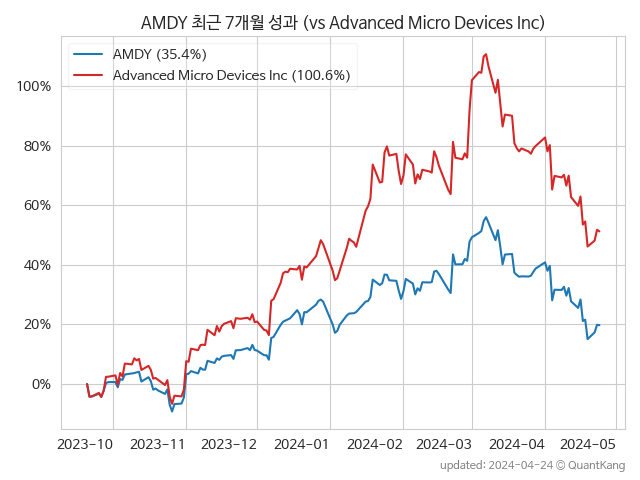 AMDY 최근 7개월 성과 (vs Advanced Micro Devices Inc)
AMDY (35.4%)
Advanced Micro Devices Inc (100.6%)
100%
80%
60%
40%
20%
0%
2023-10 2023-11 2023-12 2024-01 2024-02 2024-03 2024-04 2024-05
updated: 2024-04-24 © QuantKang